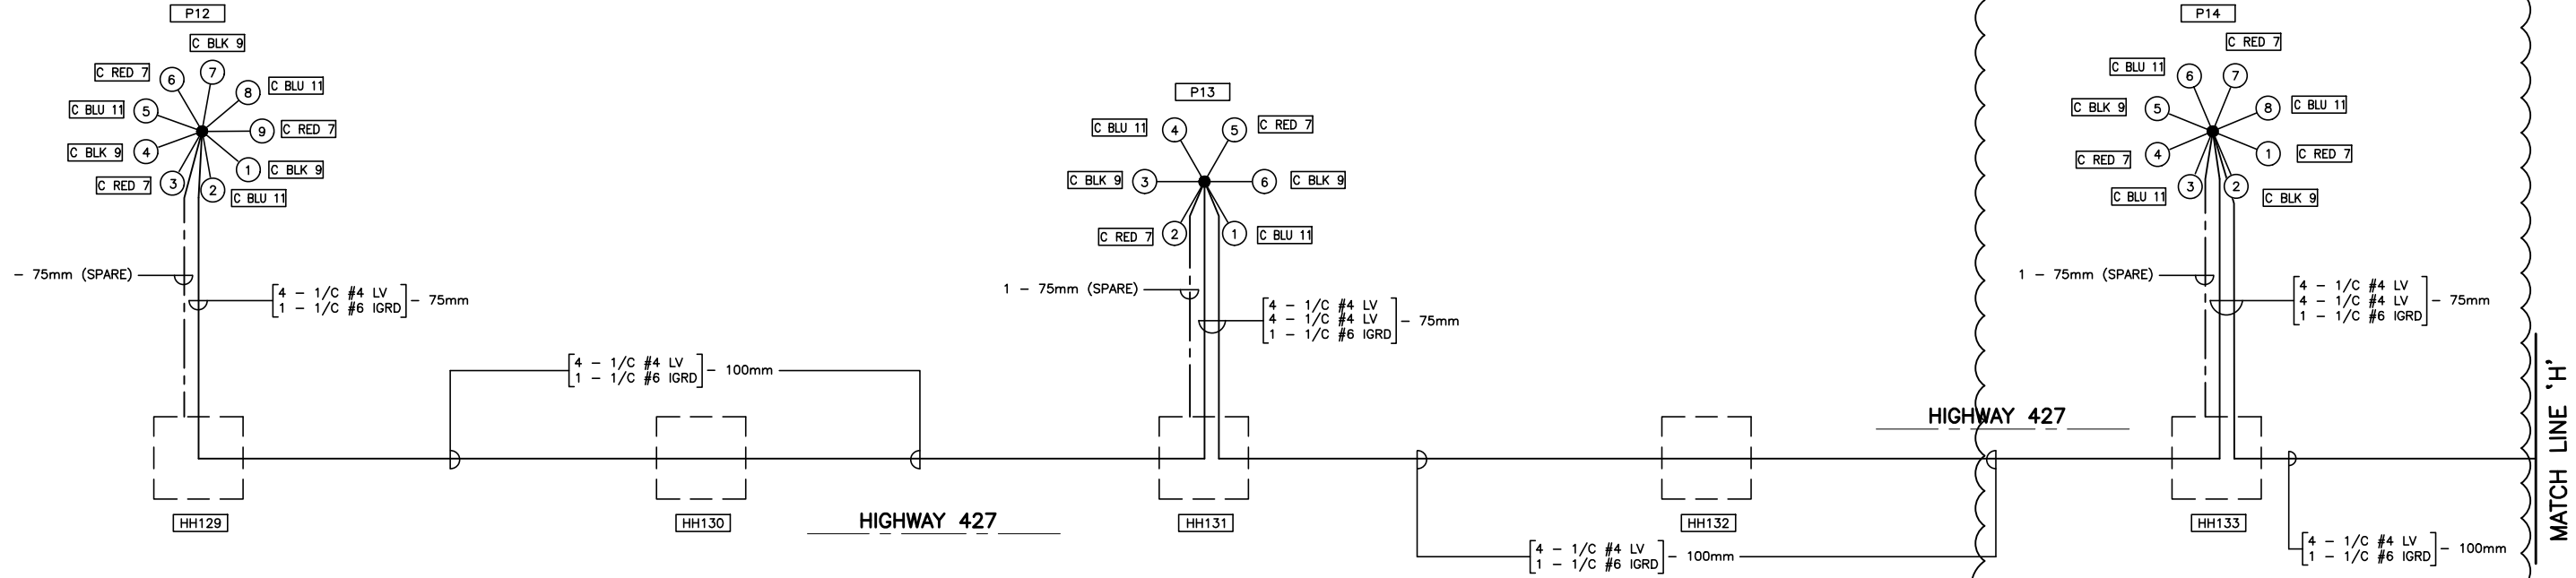 P12
C BLK 9
C RED 7
6
7
8
C BLU 11
C BLU 11
5
9
C RED 7
C BLK 9
4
1
C BLK 9
C RED 7
3
2
C BLU 11
- 75mm (SPARE)
4 - 1/C #4 LV
1 - 1/C #6 IGRD
- 75mm
4 - 1/C #4 LV
1 - 1/C #6 IGRD
- 100mm
HH129
HH130
HIGHWAY 427
P13
C BLU 11
4
5
C RED 7
C BLK 9
3
6
C BLK 9
C RED 7
2
1
C BLU 11
1 - 75mm (SPARE)
4 - 1/C #4 LV
4 - 1/C #4 LV
1 - 1/C #6 IGRD
- 75mm
HH131
4 - 1/C #4 LV
1 - 1/C #6 IGRD
- 100mm
HH132
HIGHWAY 427
P14
C RED 7
C BLU 11
6
7
C BLK 9
5
8
C BLU 11
C RED 7
4
1
C RED 7
C BLU 11
3
2
C BLK 9
1 - 75mm (SPARE)
4 - 1/C #4 LV
4 - 1/C #4 LV
1 - 1/C #6 IGRD
- 75mm
HH133
4 - 1/C #4 LV
1 - 1/C #6 IGRD
- 100mm
MATCH LINE 'H'